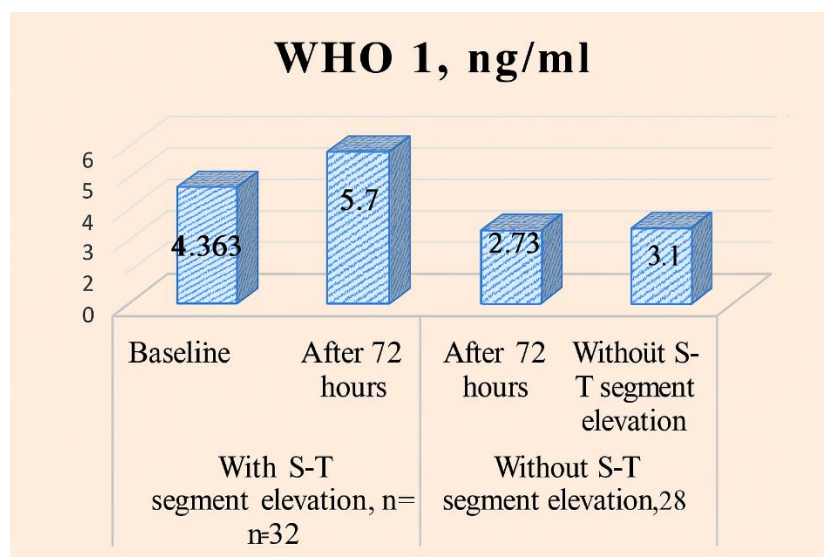 WHO 1, ng/ml
6
5
4
3
2
0
4.363
5.7
2.73
3.1
Baseline
After 72
hours
After 72
hours
Withoüt S-
T segment
elevation
With S-T
segment elevation, n=
n=32
Without S-T
segment elevation,28